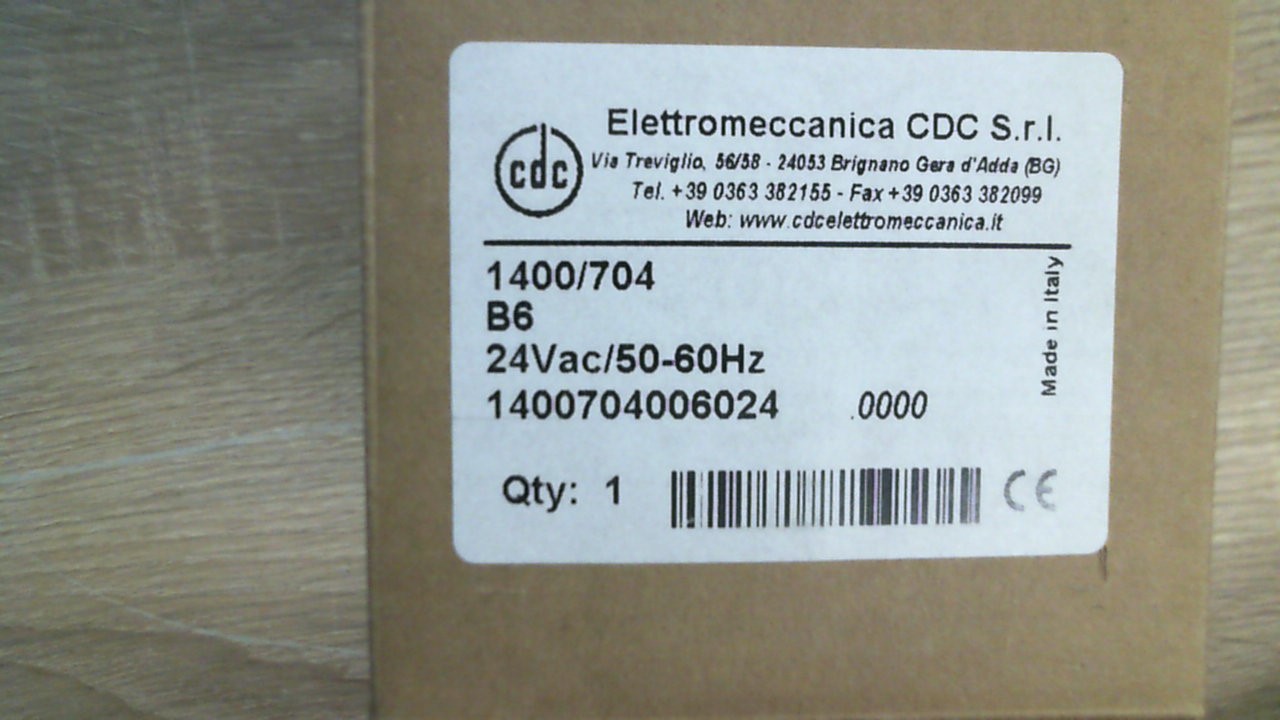 cdc
Elettromeccanica CDC S.r.l.
Via Treviglio, 56/58 - 24053 Brignano Gera d'Adda (BG)
Tel. +39 0363 382155 - Fax +39 0363 382099
Web: www.cdcelettromeccanica.it
1400/704
B6
24Vac/50-60Hz
1400704006024 .0000
Made in Italy
Qty: 1
CE